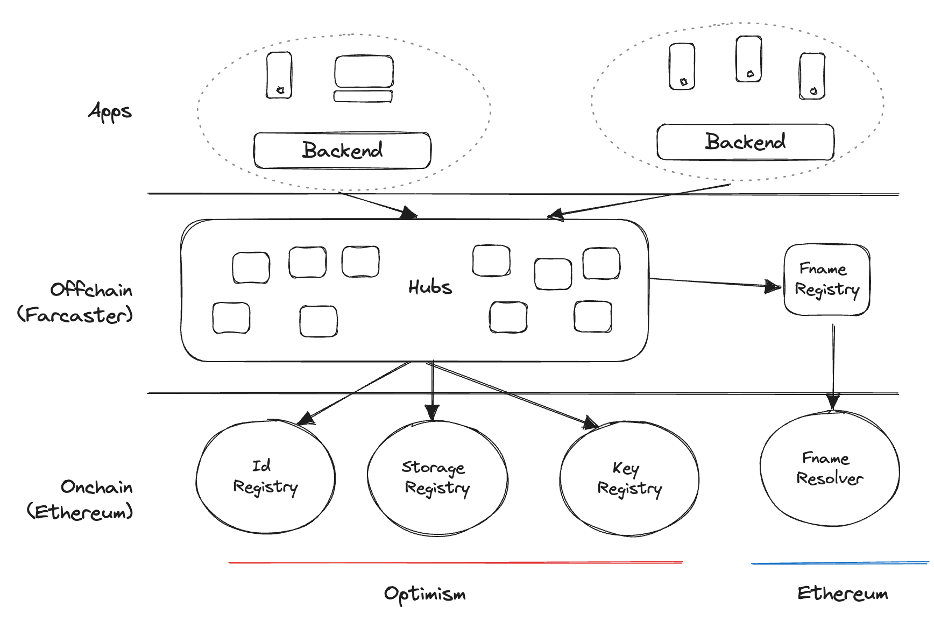 Apps
Backend
Backend
Offchain
(Farcaster)
Hubs
Fname
Registry
Onchain
(Ethereum)
Id
Registry
Storage
Registry
Key
Registry
Fname
Resolver
Optimism
Ethereum